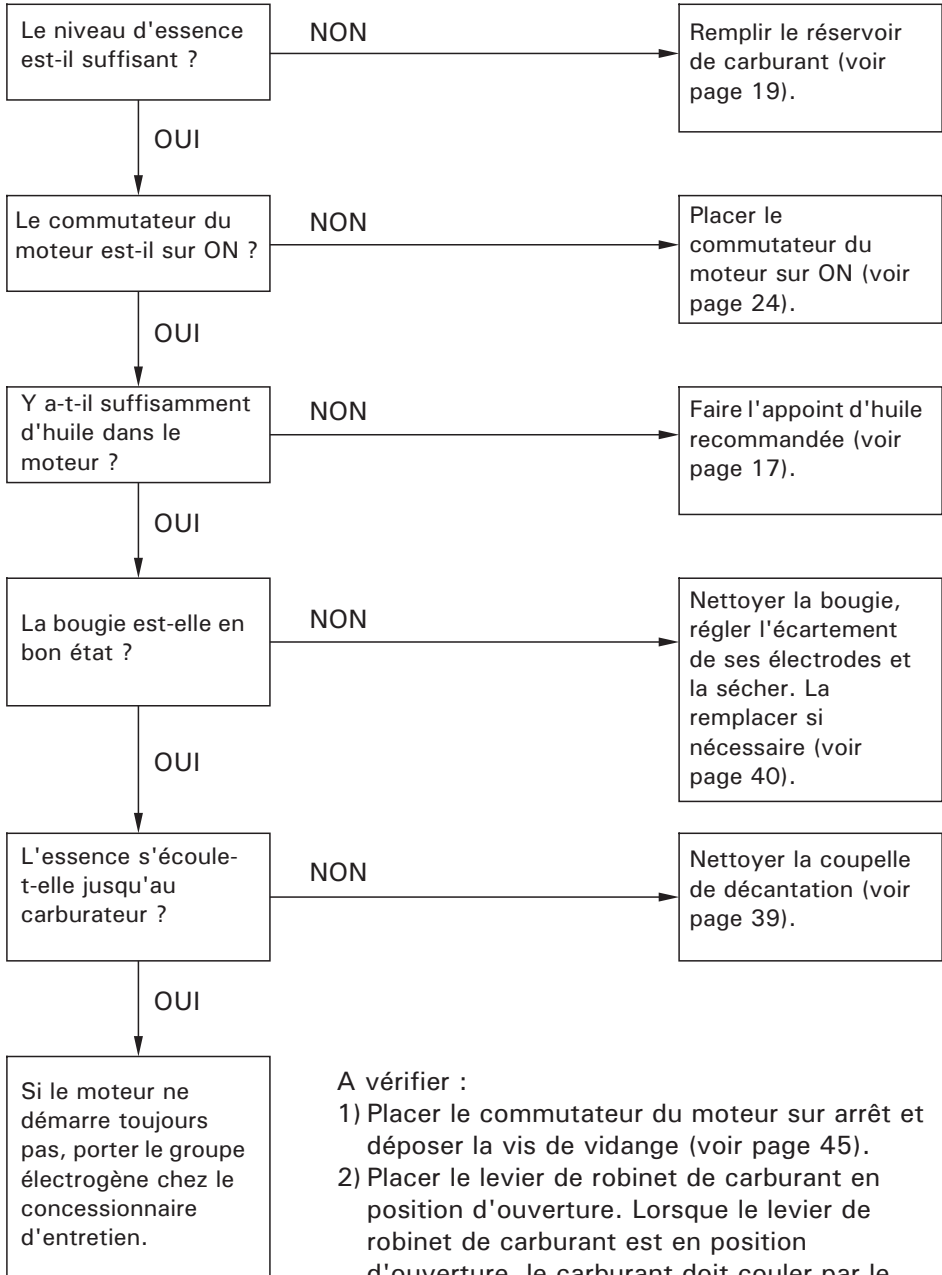 Le niveau d'essence
est-il suffisant ?
NON
Remplir le réservoir
de carburant (voir
page 19).
OUI
Le commutateur du
moteur est-il sur ON ?
NON
Placer le
commutateur du
moteur sur ON (voir
page 24).
OUI
Y a-t-il suffisamment
d'huile dans le
moteur ?
NON
Faire l'appoint d'huile
recommandée (voir
page 17).
OUI
La bougie est-elle en
bon état ?
NON
Nettoyer la bougie,
régler l'écartement
de ses électrodes et
la sécher. La
remplacer si
nécessaire (voir
page 40).
OUI
L'essence s'écoule-
t-elle jusqu'au
carburateur ?
NON
Nettoyer la coupelle
de décantation (voir
page 39).
OUI
Si le moteur ne
démarre toujours
pas, porter le groupe
électrogène chez le
concessionnaire
d'entretien.
A vérifier :
1) Placer le commutateur du moteur sur arrêt et
déposer la vis de vidange (voir page 45).
2) Placer le levier de robinet de carburant en
position d'ouverture. Lorsque le levier de
robinet de carburant est en position
d'ouverture, le carburant doit couler par le